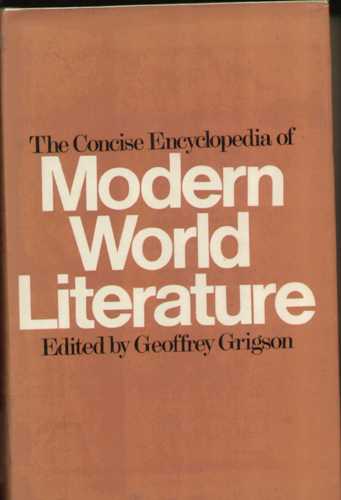 The Concise Encyclopedia of
Modern
World
Literature
Edited by Geoffrey Grigson